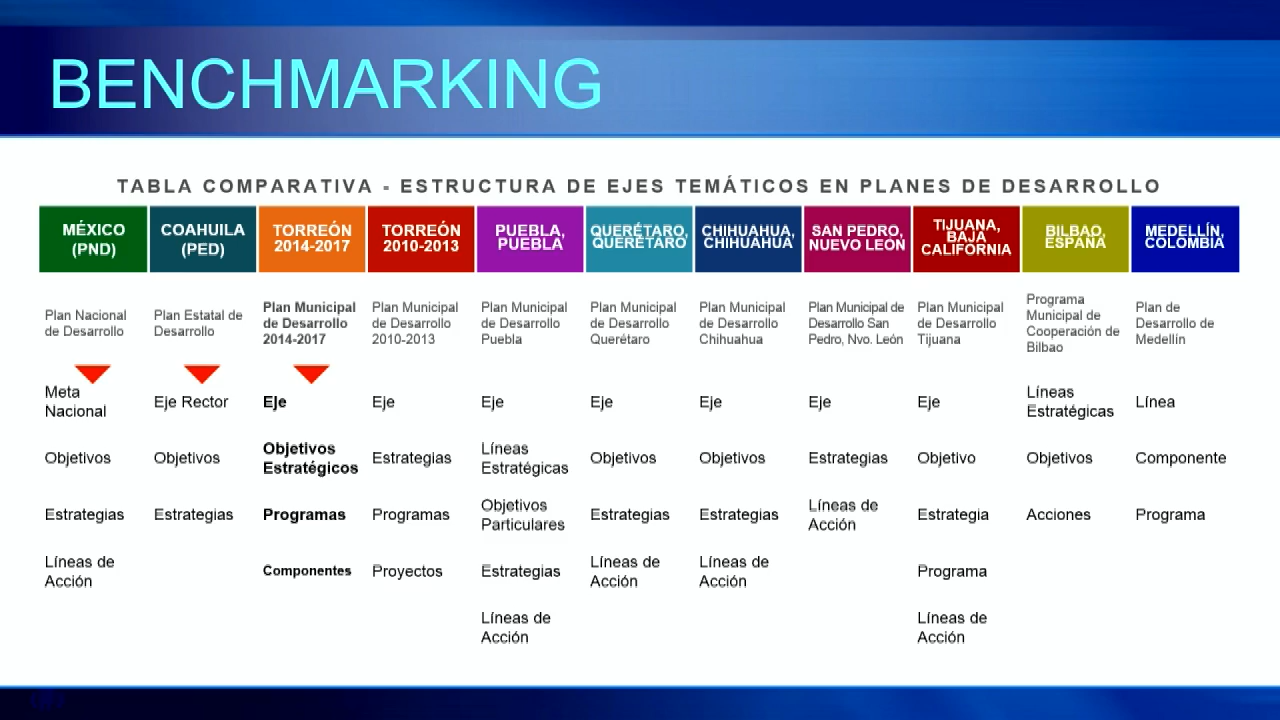 BENCHMARKING
TABLA COMPARATIVA - ESTRUCTURA DE EJES TEMÁTICOS EN PLANES DE DESARROLLO
MÉXICO
(PND)
COAHUILA
(PED)
TORREÓN
2014-2017
TORREÓN
2010-2013
PUEBLA,
PUEBLA
QUERÉTARO,
QUERÉTARO
CHIHUAHUA,
CHIHUAHUA
SAN PEDRO,
NUEVO LEÓN
TIJUANA,
BAJA
CALIFORNIA
BILBAO,
ESPAÑA
MEDELLÍN,
COLOMBIA
Plan Nacional
de Desarrollo
Plan Estatal de
Desarrollo
Plan Municipal
de Desarrollo
2014-2017
Plan Municipal
de Desarrollo
2010-2013
Plan Municipal
de Desarrollo
Puebla
Plan Municipal
de Desarrollo
Querétaro
Plan Municipal
de Desarrollo
Chihuahua
Plan Municipal de
Desarrollo San
Pedro, Nvo. León
Plan Municipal
de Desarrollo
Tijuana
Programa
Municipal de
Cooperación de
Bilbao
Plan de
Desarrollo de
Medellín
Meta
Nacional
Eje Rector
Eje
Eje
Eje
Eje
Eje
Eje
Eje
Líneas
Estratégicas
Línea
Objetivos
Objetivos
Objetivos
Estratégicos
Estrategias
Líneas
Estratégicas
Objetivos
Objetivos
Estrategias
Objetivo
Objetivos
Componente
Estrategias
Estrategias
Programas
Programas
Objetivos
Particulares
Estrategias
Estrategias
Líneas de
Acción
Estrategia
Acciones
Programa
Líneas de
Acción
Componentes
Proyectos
Estrategias
Líneas de
Acción
Líneas de
Acción
Programa
Líneas de
Acción
Líneas de
Acción